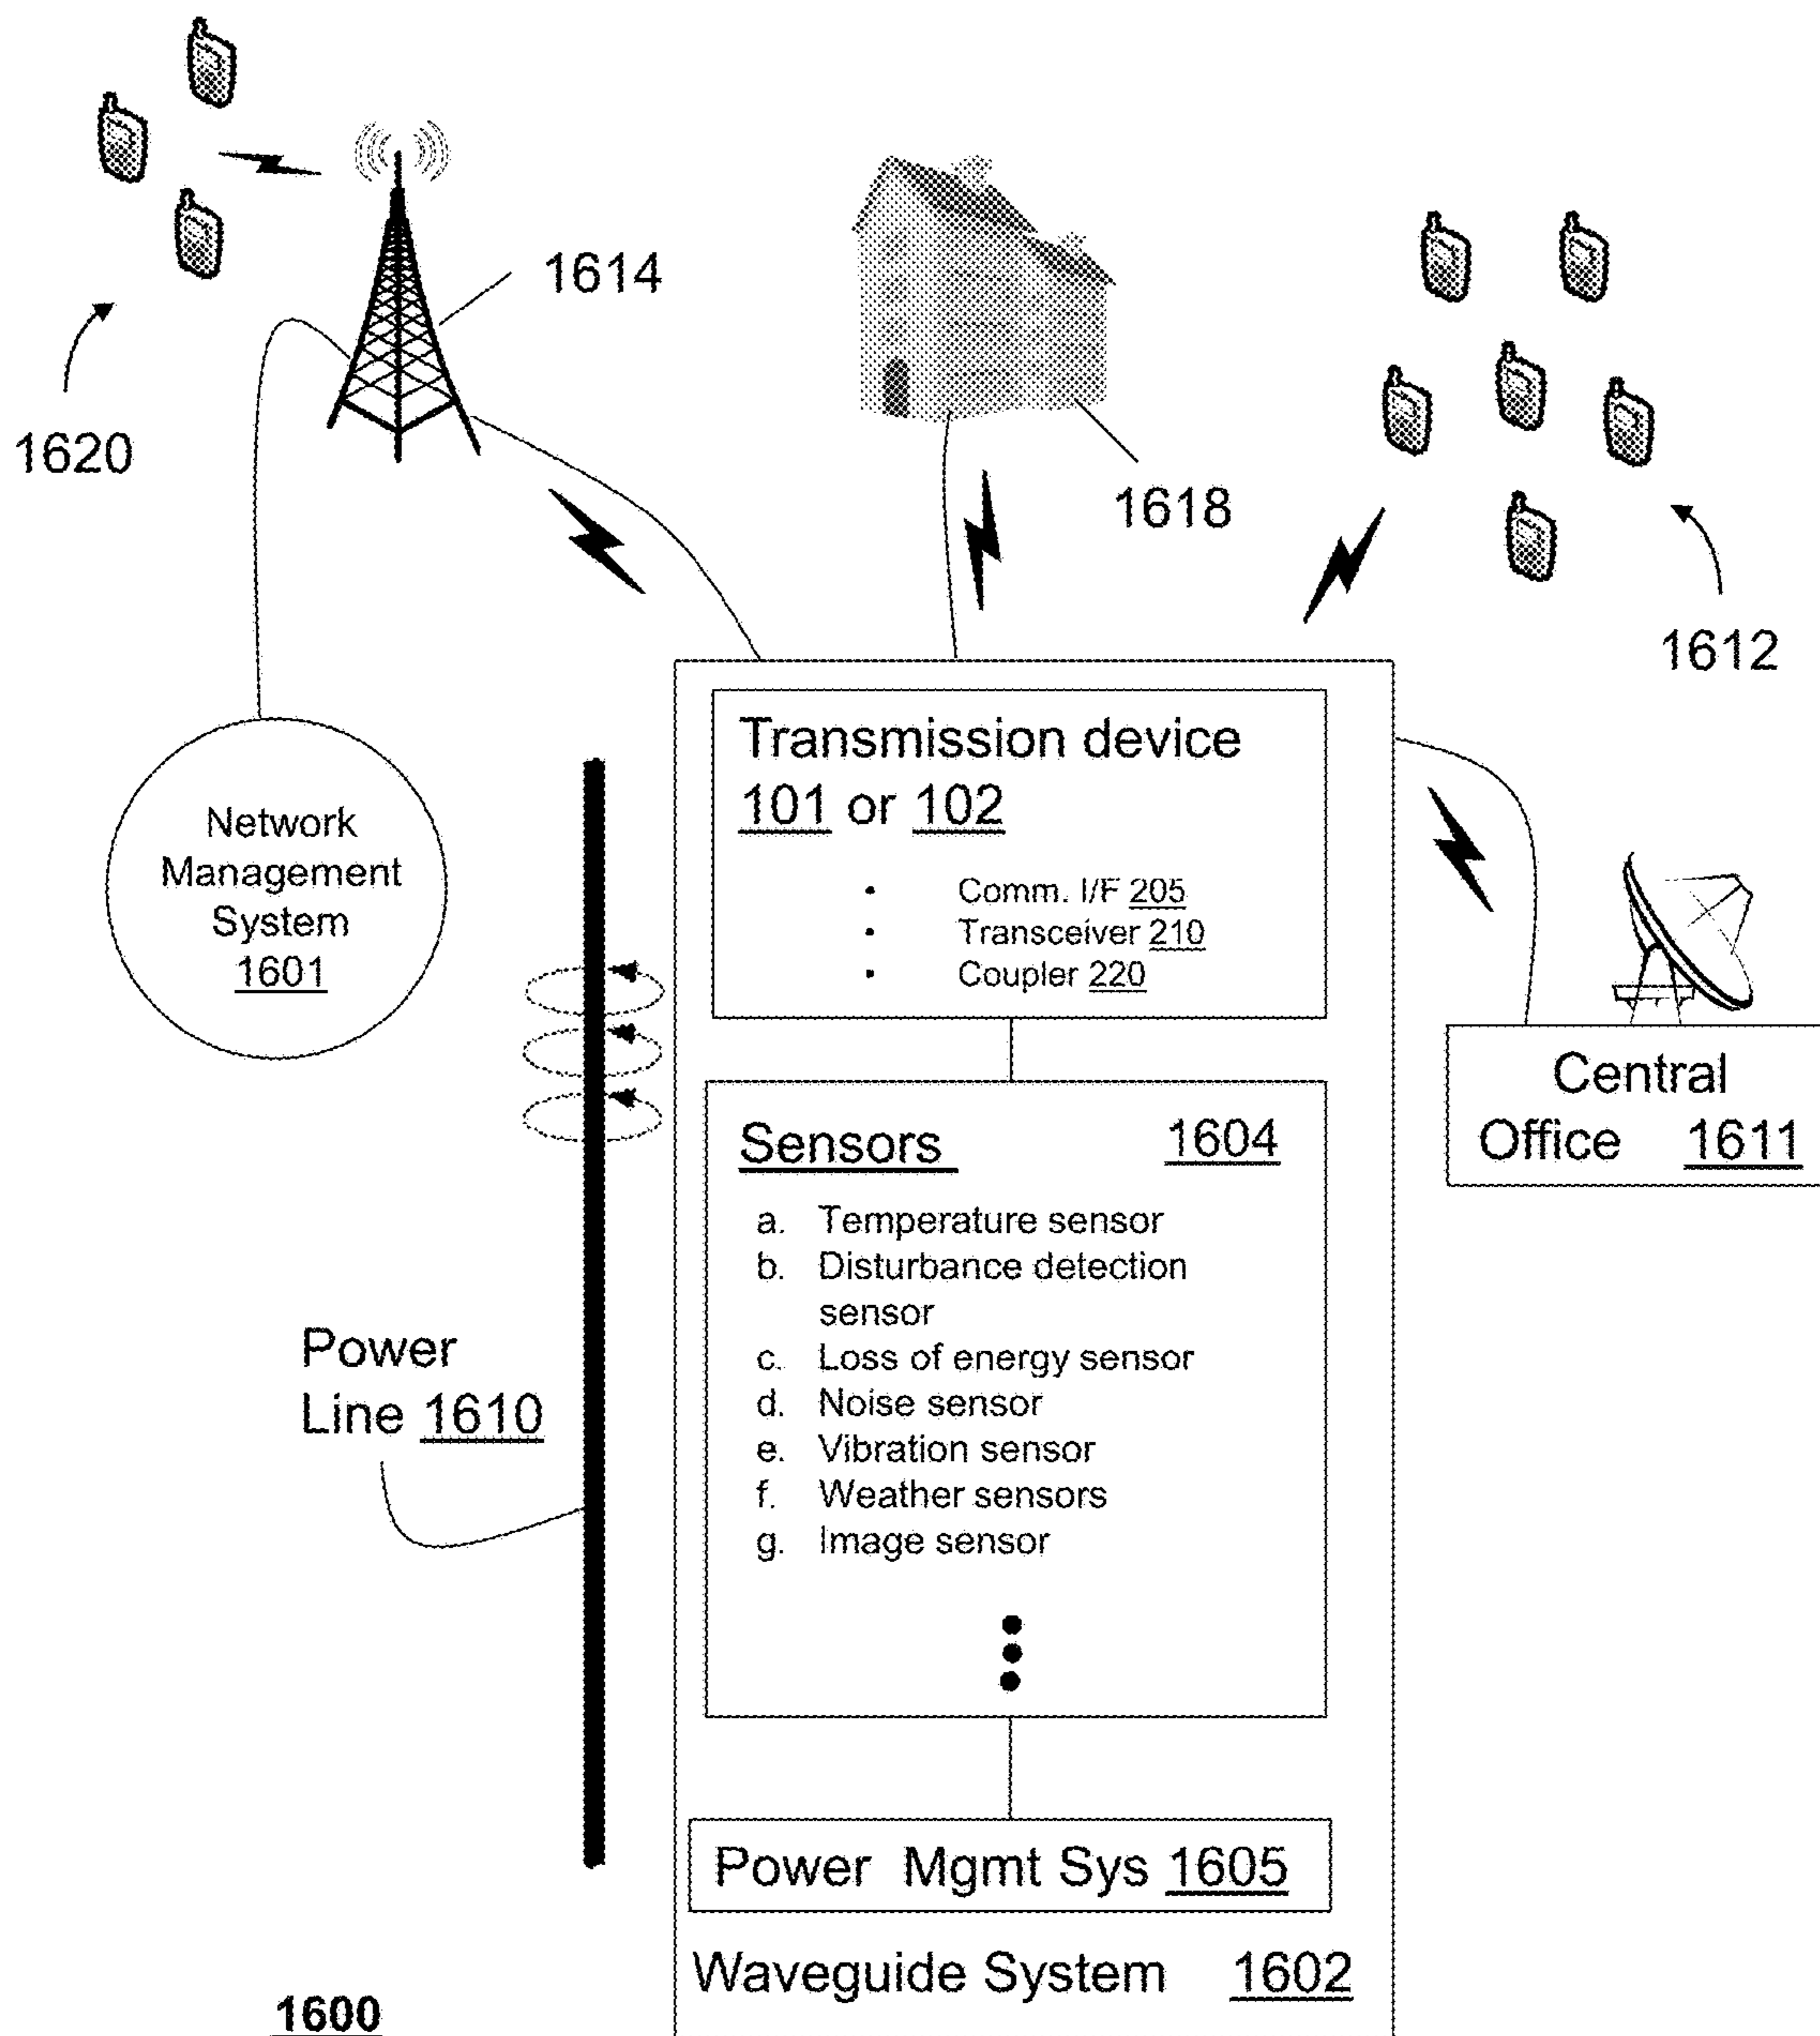 1614
1620
1618
1612
Transmission device
101 or 102
• Comm. I/F 205
• Transceiver 210
• Coupler 220
Network
Management
System
1601
Central
Office 1611
Sensors 1604
a. Temperature sensor
b. Disturbance detection
sensor
c. Loss of energy sensor
d. Noise sensor
e. Vibration sensor
f. Weather sensors
g. Image sensor
Power
Line 1610
Power Mgmt Sys 1605
Waveguide System 1602
1600